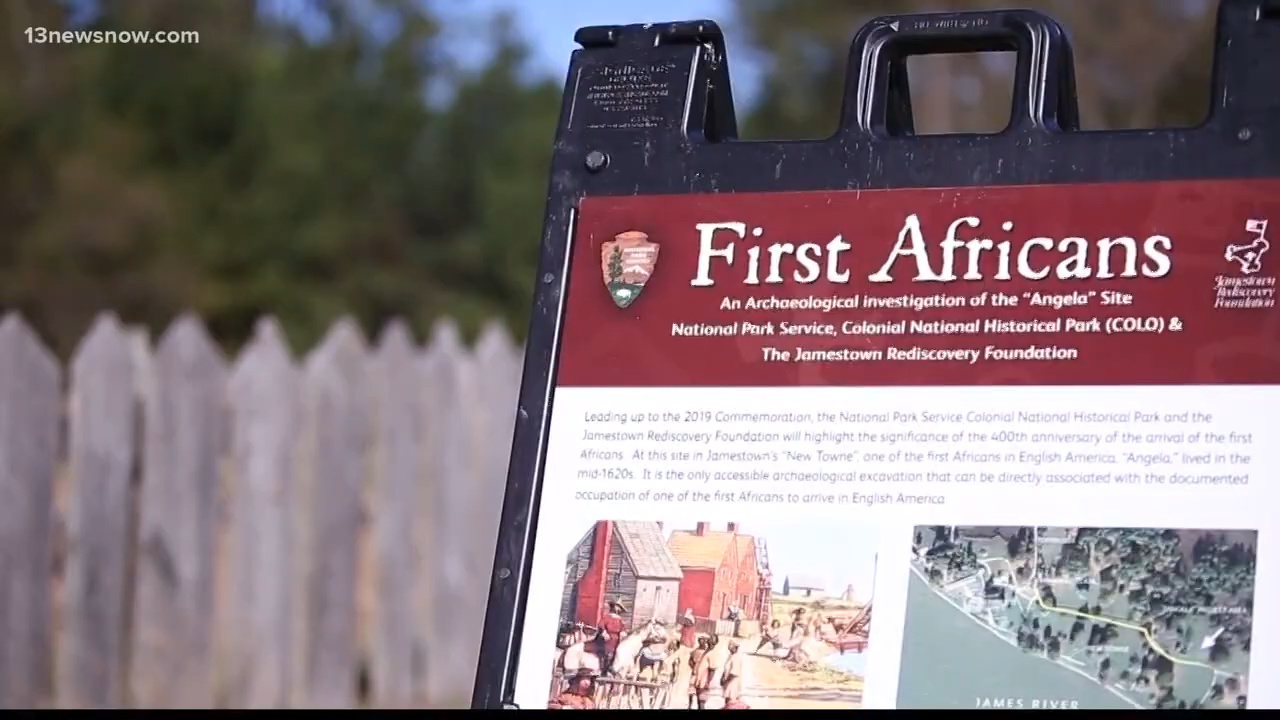 13newsnow.com
First Africans
An Archaeological investigation of the "Angela" Site
National Park Service, Colonial National Historical Park (COLO) &
The Jamestown Rediscovery Foundation
Jamestown
Rediscovery
Foundation
Leading up to the 2019 Commemoration, the National Park Service Colonial National Historical Park and the
Jamestown Rediscovery Foundation will highlight the significance of the 400th anniversary of the arrival of the first
Africans. At this site in Jamestown's "New Towne", one of the first Africans in English America, "Angela," lived in the
mid-1620s. It is the only accessible archaeological excavation that can be directly associated with the documented
occupation of one of the first Africans to arrive in English America
JAMES RIVER